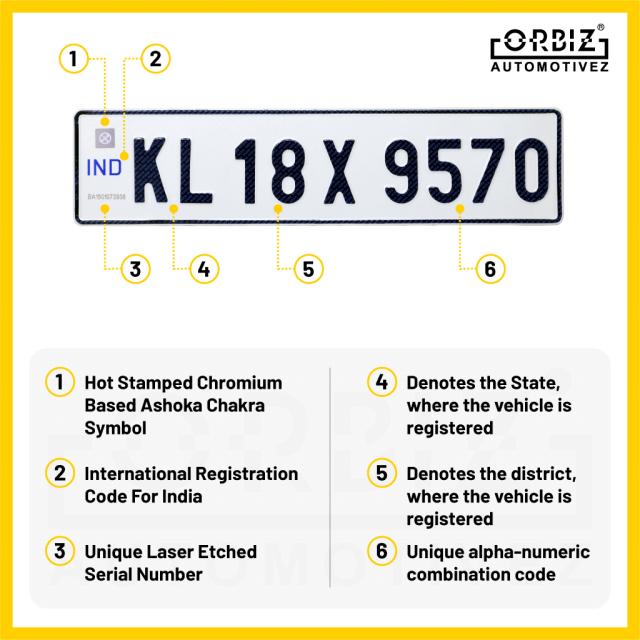 ORBIZ®
AUTOMOTIVEZ
1
2
IND
KL 18 X 9570
3
4
5
6
1 Hot Stamped Chromium
Based Ashoka Chakra
Symbol
2 International Registration
Code For India
3 Unique Laser Etched
Serial Number
4 Denotes the State,
where the vehicle is
registered
5 Denotes the district,
where the vehicle is
registered
6 Unique alpha-numeric
combination code
ORBIZ
AUTOMOTIVEZ